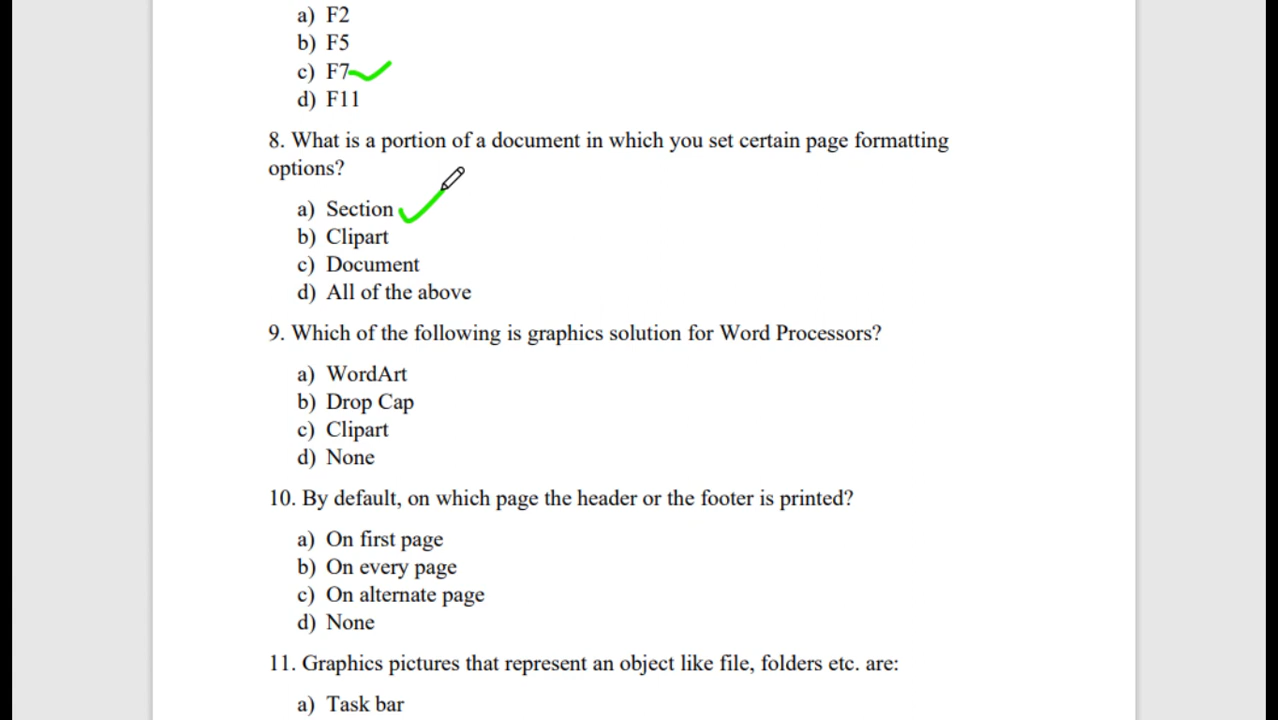 a) F2
b) F5
c) F7
d) F11
8. What is a portion of a document in which you set certain page formatting
options?
a) Section
b) Clipart
c) Document
d) All of the above
9. Which of the following is graphics solution for Word Processors?
a) WordArt
b) Drop Cap
c) Clipart
d) None
10. By default, on which page the header or the footer is printed?
a) On first page
b) On every page
c) On alternate page
d) None
11. Graphics pictures that represent an object like file, folders etc. are:
a) Task bar